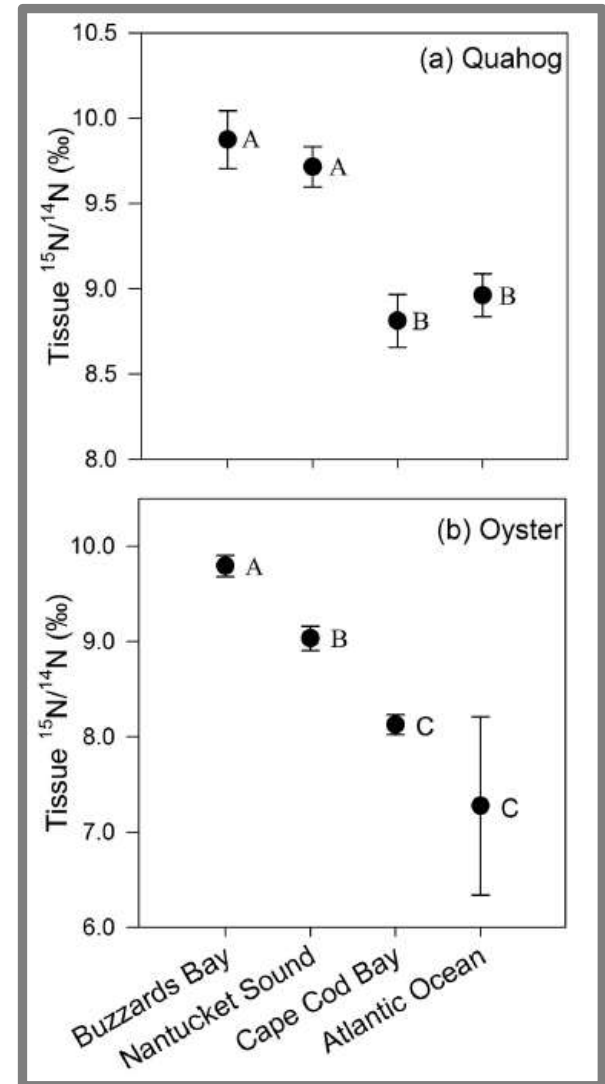 (a) Quahog
Tissue ¹⁵N/¹⁴N (‰)
10.5
10.0
9.5
9.0
8.5
8.0
A
A
B
B
(b) Oyster
Tissue ¹⁵N/¹⁴N (‰)
10.0
9.0
8.0
7.0
6.0
A
B
C
C
Buzzards Bay
Nantucket Sound
Cape Cod Bay
Atlantic Ocean